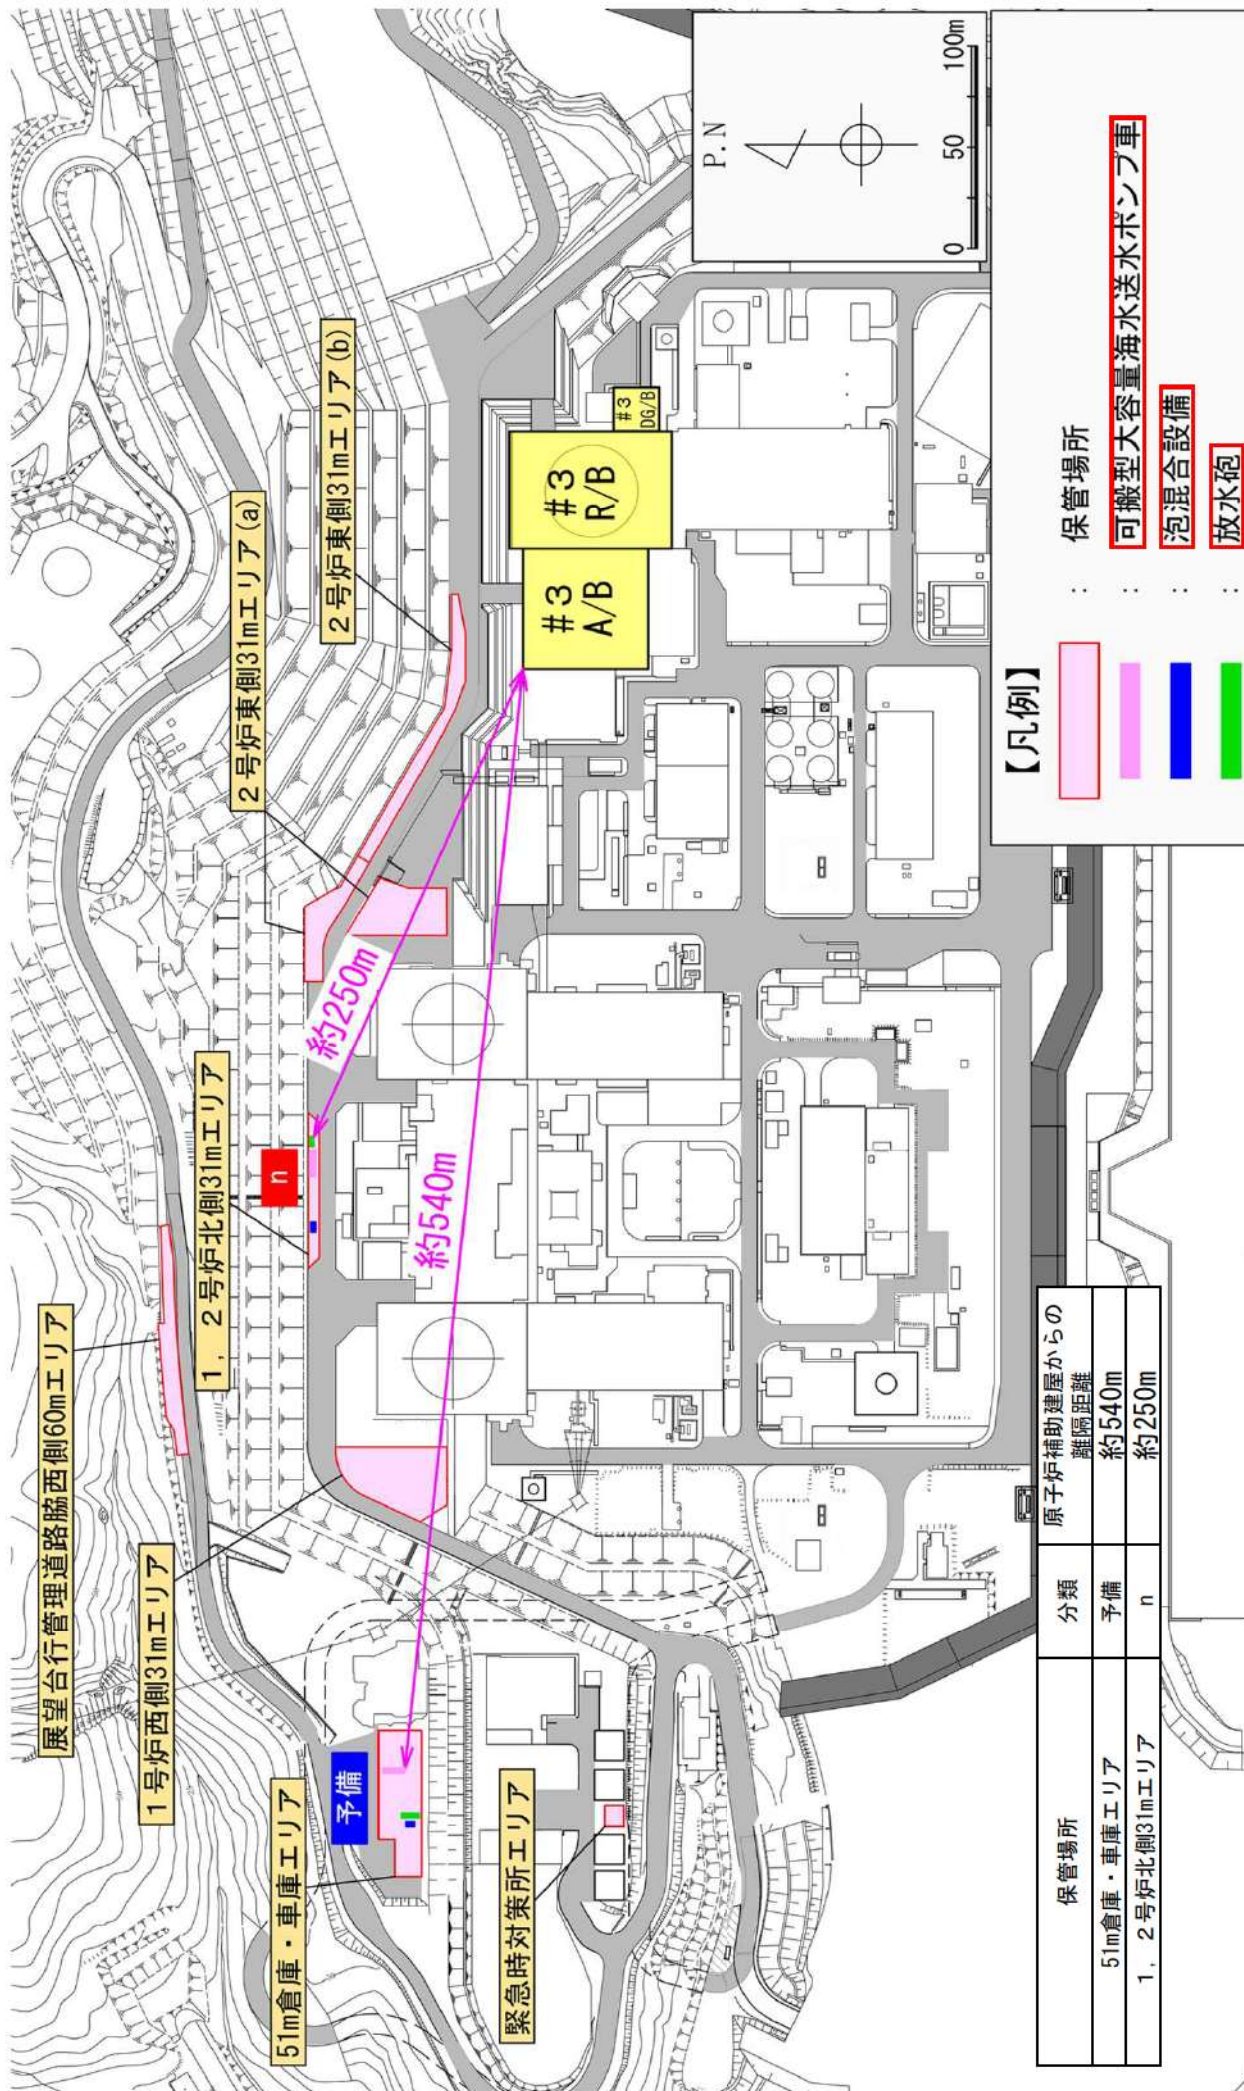 展望台行管理道路脇西側60mエリア
1号炉西側31mエリア
1，2号炉北側31mエリア
2号炉東側31mエリア(a)
2号炉東側31mエリア(b)
51m倉庫・車庫エリア
緊急時対策所エリア
予備
n
約250m
約540m
#3
A/B
#3
R/B
#3
DG/B
P.N
0 50 100m
【凡例】
: 保管場所
: 可搬型大容量海水送水ポンプ車
: 泡混合設備
: 放水砲
保管場所 分類 原子炉補助建屋からの
離隔距離
51m倉庫・車庫エリア 予備 約540m
1，2号炉北側31mエリア n 約250m